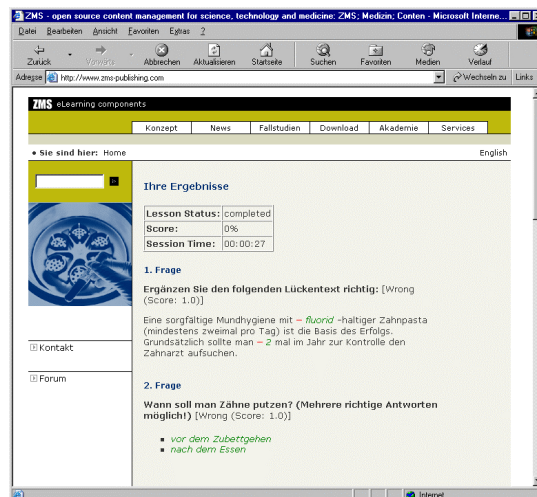 ZMS - open source content management for science, technology and medicine: ZMS; Medizin; Conten - Microsoft Interne...
Datei Bearbeiten Ansicht Favoriten Extras ?
Zurück Vorwärts Abbrechen Aktualisieren Startseite Suchen Favoriten Medien Verlauf
Adresse http://www.zms-publishing.com Wechseln zu Links
ZMS eLearning components
Konzept News Fallstudien Download Akademie Services
• Sie sind hier: Home English
Ihre Ergebnisse
Lesson Status: completed
Score: 0%
Session Time: 00:00:27
1. Frage
Ergänzen Sie den folgenden Lückentext richtig: [Wrong
(Score: 1.0)]
Eine sorgfältige Mundhygiene mit – fluorid -haltiger Zahnpasta
(mindestens zweimal pro Tag) ist die Basis des Erfolgs.
Grundsätzlich sollte man – 2 mal im Jahr zur Kontrolle den
Zahnarzt aufsuchen.
Kontakt
Forum
2. Frage
Wann soll man Zähne putzen? (Mehrere richtige Antworten
möglich!) [Wrong (Score: 1.0)]
▪ vor dem Zubettgehen
▪ nach dem Essen
Internet